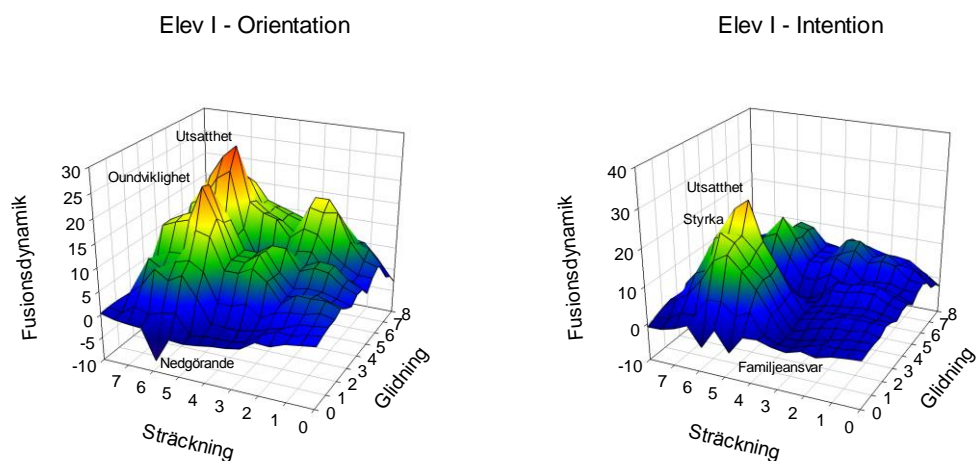 Elev I - Orientation
Utsatthet
Oundviklighet
Nedgörande
Fusionsdynamik
30
25
20
15
10
5
0
-5
-10
Sträckning
7 6 5 4 3 2 1 0
Glidning
0 1 2 3 4 5 6 7 8
Elev I - Intention
Utsatthet
Styrka
Familjeansvar
Fusionsdynamik
40
30
20
10
0
-10
Sträckning
7 6 5 4 3 2 1 0
Glidning
0 1 2 3 4 5 6 7 8